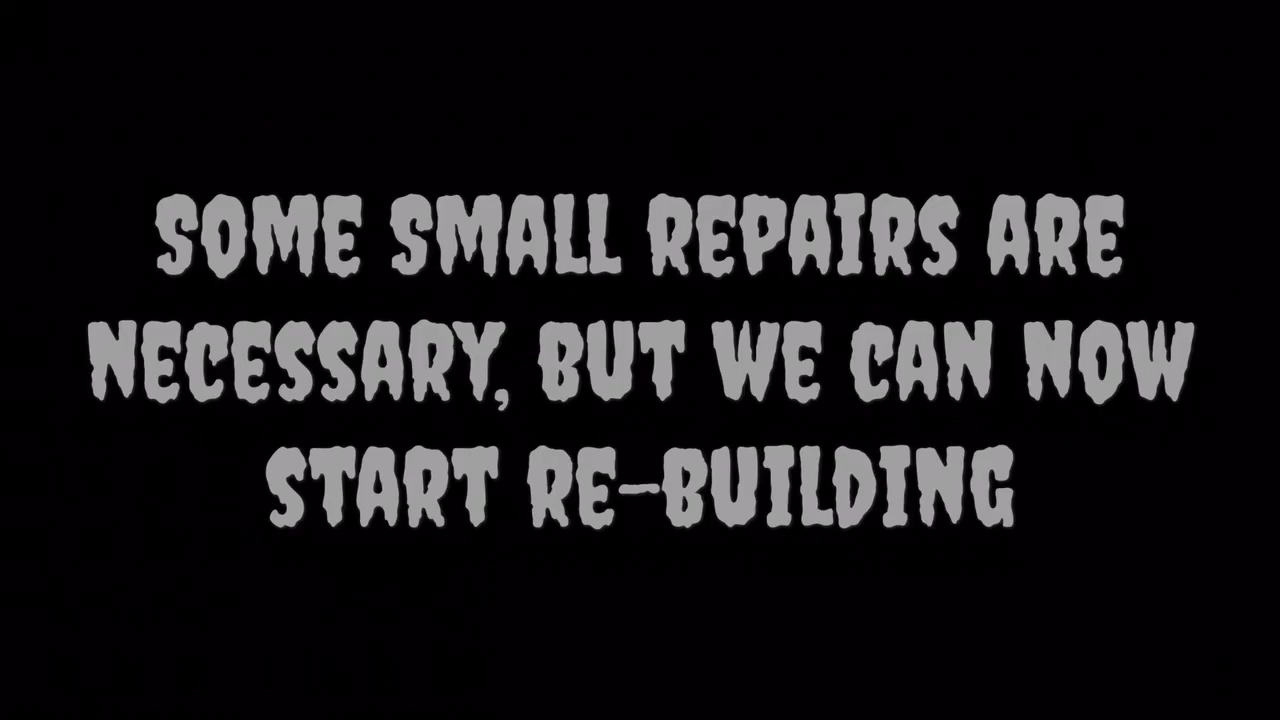 SOME SMALL REPAIRS ARE
NECESSARY, BUT WE CAN NOW
START RE-BUILDING